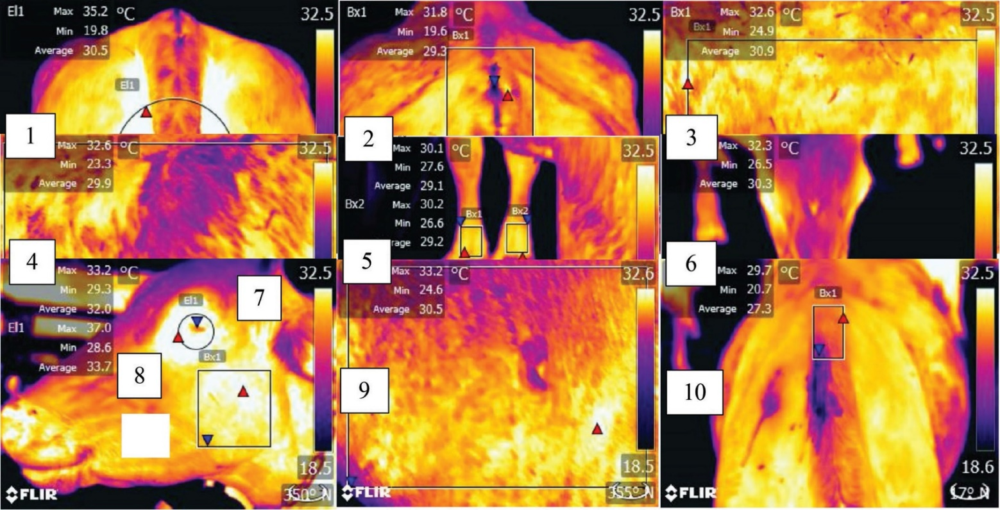 El1 Max 35.2 °C 32.5
Min 19.8
Average 30.5
El1
1
Bx1 Max 31.8 °C 32.5
Min 19.6
Bx1
Average 29.3
2
Bx1 Max 32.6 °C 32.5
Bx1 Min 24.9
Average 30.9
3
Max 32.6 °C 32.5
Min 23.3
Average 29.9
4
Max 30.1 °C 32.5
Min 27.6
Average 29.1
Bx2 Max 30.2
Bx1 Bx2
Min 26.6
rage 29.2
5
Max 32.3 °C 32.5
Min 26.5
Average 30.3
6
Max 33.2 °C 32.5
Min 29.3
7
El1
Average 32.0
El1 Max 37.0
Min 28.6
Bx1
Average 33.7
8
18.5
FLIR 350° N
Max 33.2 °C 32.6
Min 24.6
Average 30.5
9
18.5
FLIR 355° N
Max 29.7 °C 32.5
Min 20.7
Bx1
Average 27.3
10
18.6
FLIR 17° N